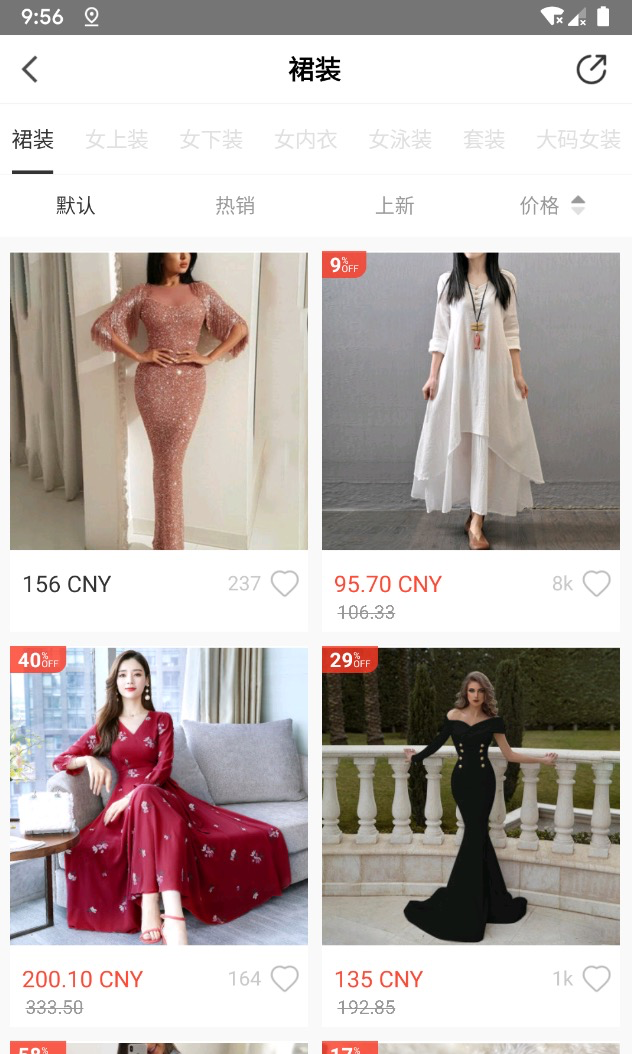 9:56
裙装
裙装 女上装 女下装 女内衣 女泳装 套装 大码女装
默认 热销 上新 价格
9% OFF
156 CNY 237
95.70 CNY 8k
106.33
40% OFF
29% OFF
200.10 CNY 164
333.50
135 CNY 1k
192.85
58%
17%